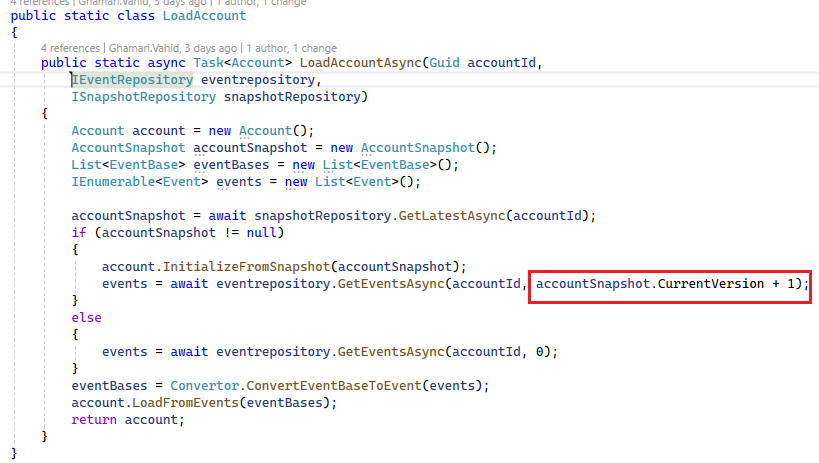 4 references | Ghamari.Vahid, 3 days ago | 1 author, 1 change
public static class LoadAccount
{
4 references | Ghamari.Vahid, 3 days ago | 1 author, 1 change
public static async Task<Account> LoadAccountAsync(Guid accountId,
IEventRepository eventrepository,
ISnapshotRepository snapshotRepository)
{
Account account = new Account();
AccountSnapshot accountSnapshot = new AccountSnapshot();
List<EventBase> eventBases = new List<EventBase>();
IEnumerable<Event> events = new List<Event>();
accountSnapshot = await snapshotRepository.GetLatestAsync(accountId);
if (accountSnapshot != null)
{
account.InitializeFromSnapshot(accountSnapshot);
events = await eventrepository.GetEventsAsync(accountId, accountSnapshot.CurrentVersion + 1);
}
else
{
events = await eventrepository.GetEventsAsync(accountId, 0);
}
eventBases = Convertor.ConvertEventBaseToEvent(events);
account.LoadFromEvents(eventBases);
return account;
}
}